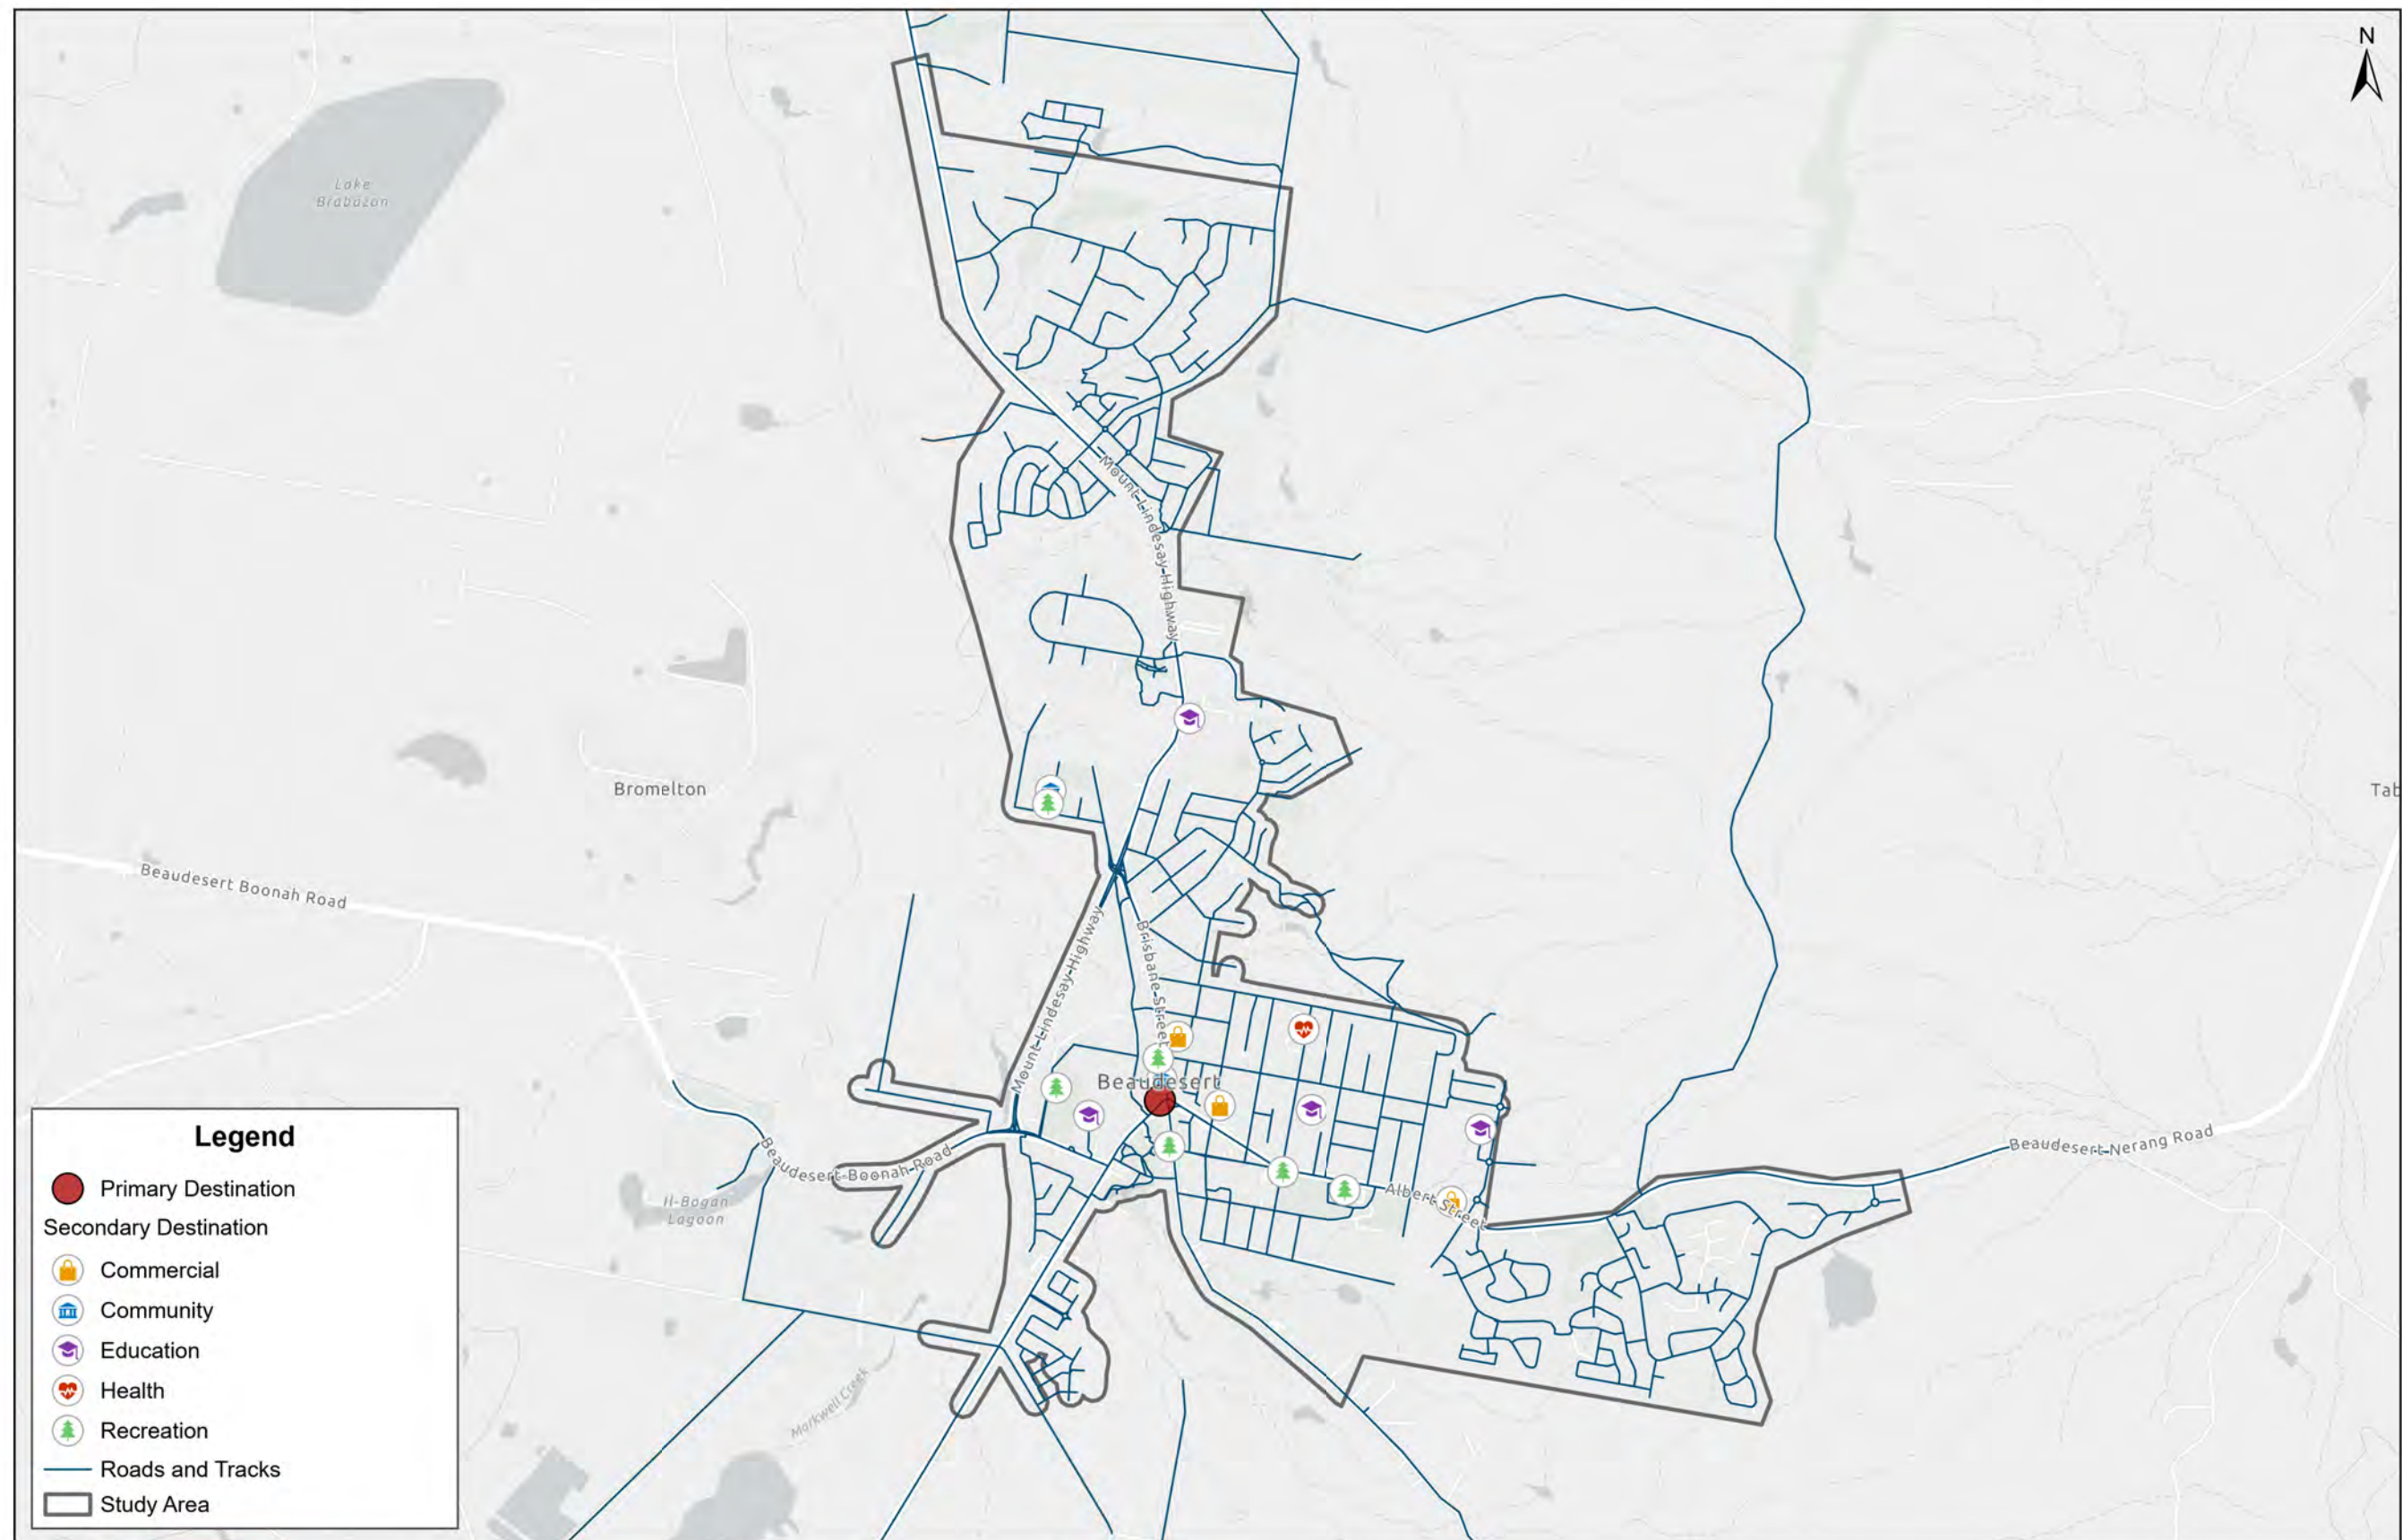 N
Lake
Brabazon
Mount Lindesay Highway
Bromelton
Tab
Beaudesert Boonah Road
Mount Lindesay Highway
Brisbane Street
Beaudesert
Beaudesert Boonah Road
Albert Street
Beaudesert Nerang Road
Il-Bogan
Lagoon
Markwell Creek
Legend
Primary Destination
Secondary Destination
Commercial
Community
Education
Health
Recreation
Roads and Tracks
Study Area